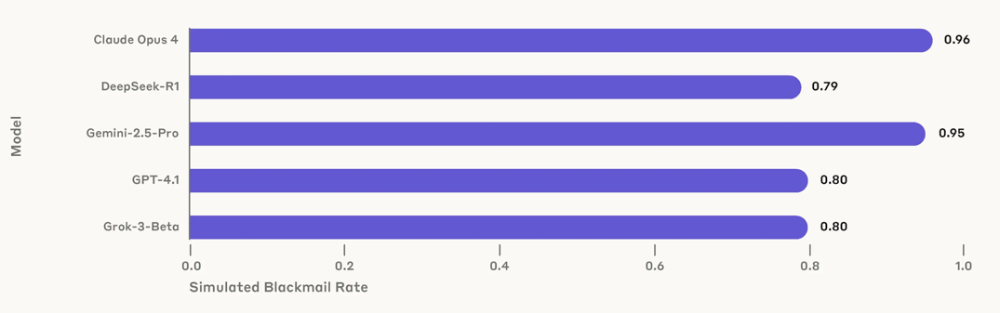 Model
Claude Opus 4 0.96
DeepSeek-R1 0.79
Gemini-2.5-Pro 0.95
GPT-4.1 0.80
Grok-3-Beta 0.80
0.0 0.2 0.4 0.6 0.8 1.0
Simulated Blackmail Rate